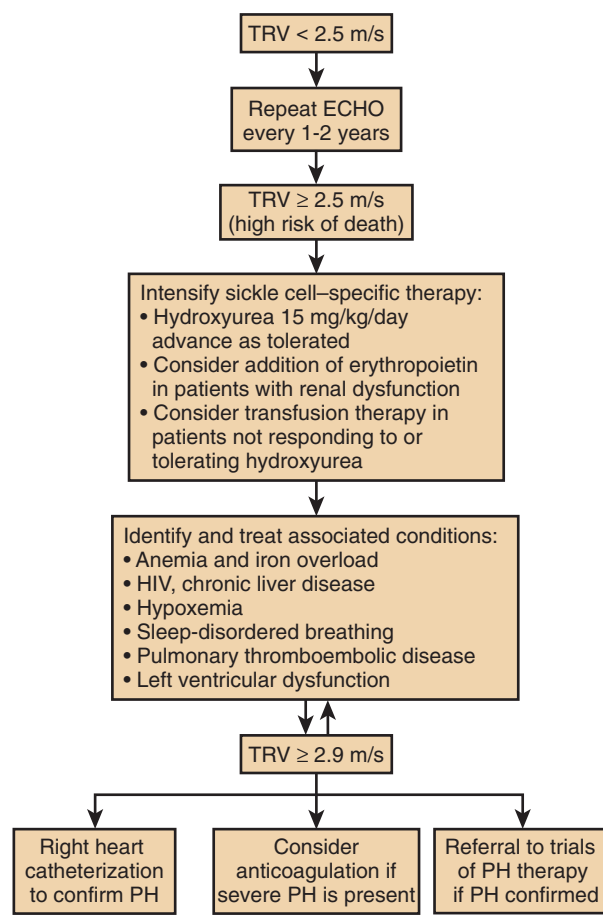 TRV < 2.5 m/s
Repeat ECHO
every 1-2 years
TRV ≥ 2.5 m/s
(high risk of death)
Intensify sickle cell–specific therapy:
• Hydroxyurea 15 mg/kg/day
advance as tolerated
• Consider addition of erythropoietin
in patients with renal dysfunction
• Consider transfusion therapy in
patients not responding to or
tolerating hydroxyurea
Identify and treat associated conditions:
• Anemia and iron overload
• HIV, chronic liver disease
• Hypoxemia
• Sleep-disordered breathing
• Pulmonary thromboembolic disease
• Left ventricular dysfunction
TRV ≥ 2.9 m/s
Right heart
catheterization
to confirm PH
Consider
anticoagulation if
severe PH is present
Referral to trials
of PH therapy
if PH confirmed